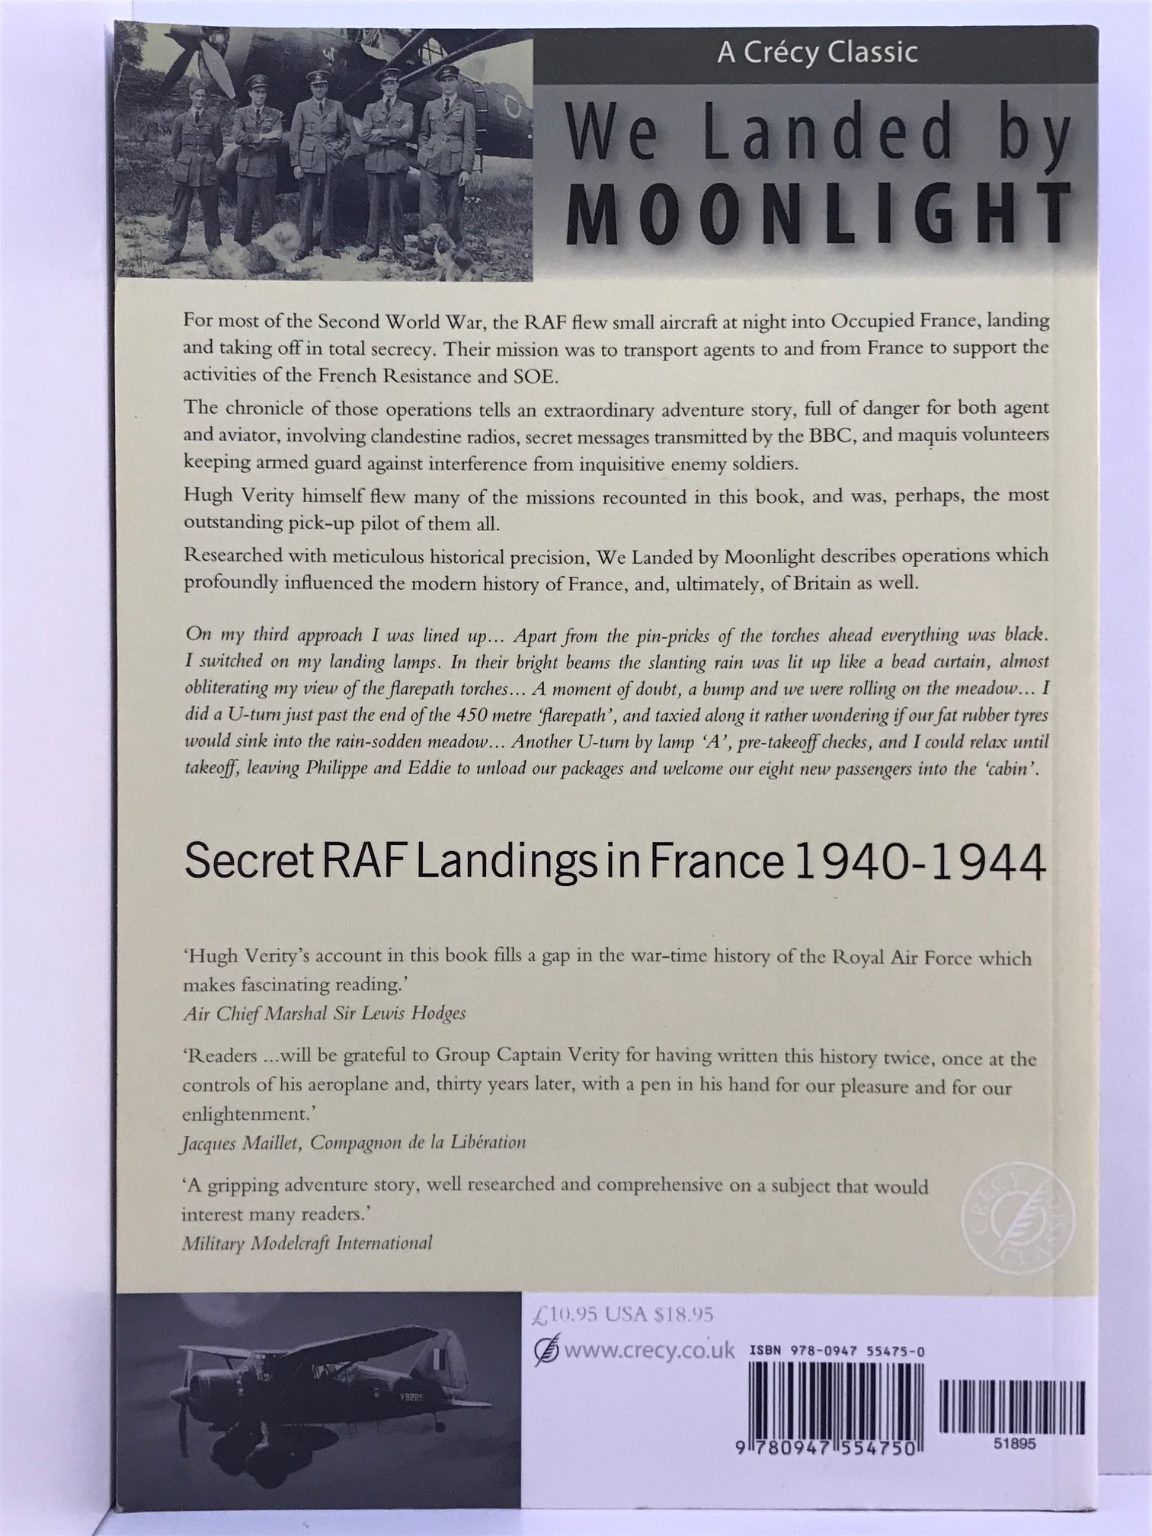 A Crécy Classic
We Landed by
MOONLIGHT
For most of the Second World War, the RAF flew small aircraft at night into Occupied France, landing
and taking off in total secrecy. Their mission was to transport agents to and from France to support the
activities of the French Resistance and SOE.
The chronicle of those operations tells an extraordinary adventure story, full of danger for both agent
and aviator, involving clandestine radios, secret messages transmitted by the BBC, and maquis volunteers
keeping armed guard against interference from inquisitive enemy soldiers.
Hugh Verity himself flew many of the missions recounted in this book, and was, perhaps, the most
outstanding pick-up pilot of them all.
Researched with meticulous historical precision, We Landed by Moonlight describes operations which
profoundly influenced the modern history of France, and, ultimately, of Britain as well.
On my third approach I was lined up... Apart from the pin-pricks of the torches ahead everything was black.
I switched on my landing lamps. In their bright beams the slanting rain was lit up like a bead curtain, almost
obliterating my view of the flarepath torches... A moment of doubt, a bump and we were rolling on the meadow... I
did a U-turn just past the end of the 450 metre ‘flarepath’, and taxied along it rather wondering if our fat rubber tyres
would sink into the rain-sodden meadow... Another U-turn by lamp ‘A’, pre-takeoff checks, and I could relax until
takeoff, leaving Philippe and Eddie to unload our packages and welcome our eight new passengers into the ‘cabin’.
Secret RAF Landings in France 1940-1944
‘Hugh Verity’s account in this book fills a gap in the war-time history of the Royal Air Force which
makes fascinating reading.’
Air Chief Marshal Sir Lewis Hodges
‘Readers ...will be grateful to Group Captain Verity for having written this history twice, once at the
controls of his aeroplane and, thirty years later, with a pen in his hand for our pleasure and for our
enlightenment.’
Jacques Maillet, Compagnon de la Libération
‘A gripping adventure story, well researched and comprehensive on a subject that would
interest many readers.’
Military Modelcraft International
CRECY CLASSIC
£10.95 USA $18.95
www.crecy.co.uk
ISBN 978-0947 55475-0
9 780947 554750
51895